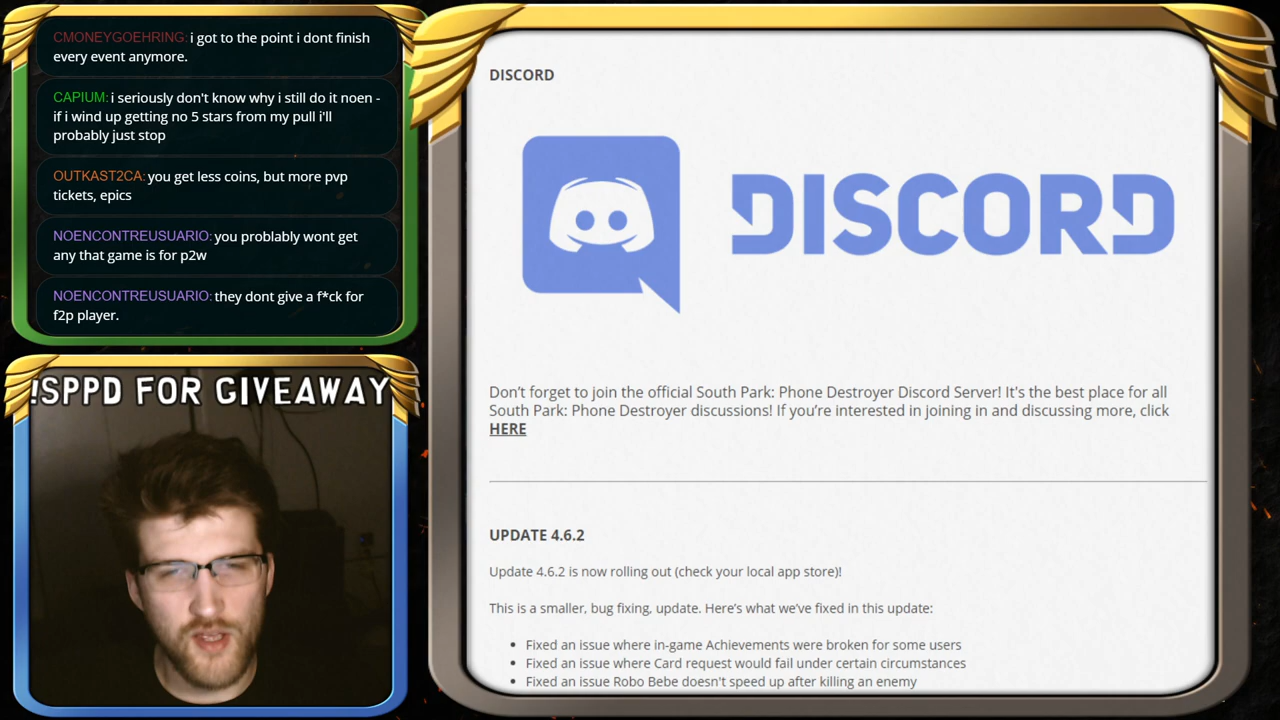 CMONEYGOEHRING: i got to the point i dont finish
every event anymore.
CAPIUM: i seriously don't know why i still do it noen -
if i wind up getting no 5 stars from my pull i'll
probably just stop
OUTKAST2CA: you get less coins, but more pvp
tickets, epics
NOENCONTREUSUARIO: you problably wont get
any that game is for p2w
NOENCONTREUSUARIO: they dont give a f*ck for
f2p player.
!SPPD FOR GIVEAWAY
DISCORD
DISCORD
Don't forget to join the official South Park: Phone Destroyer Discord Server! It's the best place for all
South Park: Phone Destroyer discussions! If you're interested in joining in and discussing more, click
HERE
UPDATE 4.6.2
Update 4.6.2 is now rolling out (check your local app store)!
This is a smaller, bug fixing, update. Here's what we've fixed in this update:
• Fixed an issue where in-game Achievements were broken for some users
• Fixed an issue where Card request would fail under certain circumstances
• Fixed an issue Robo Bebe doesn't speed up after killing an enemy